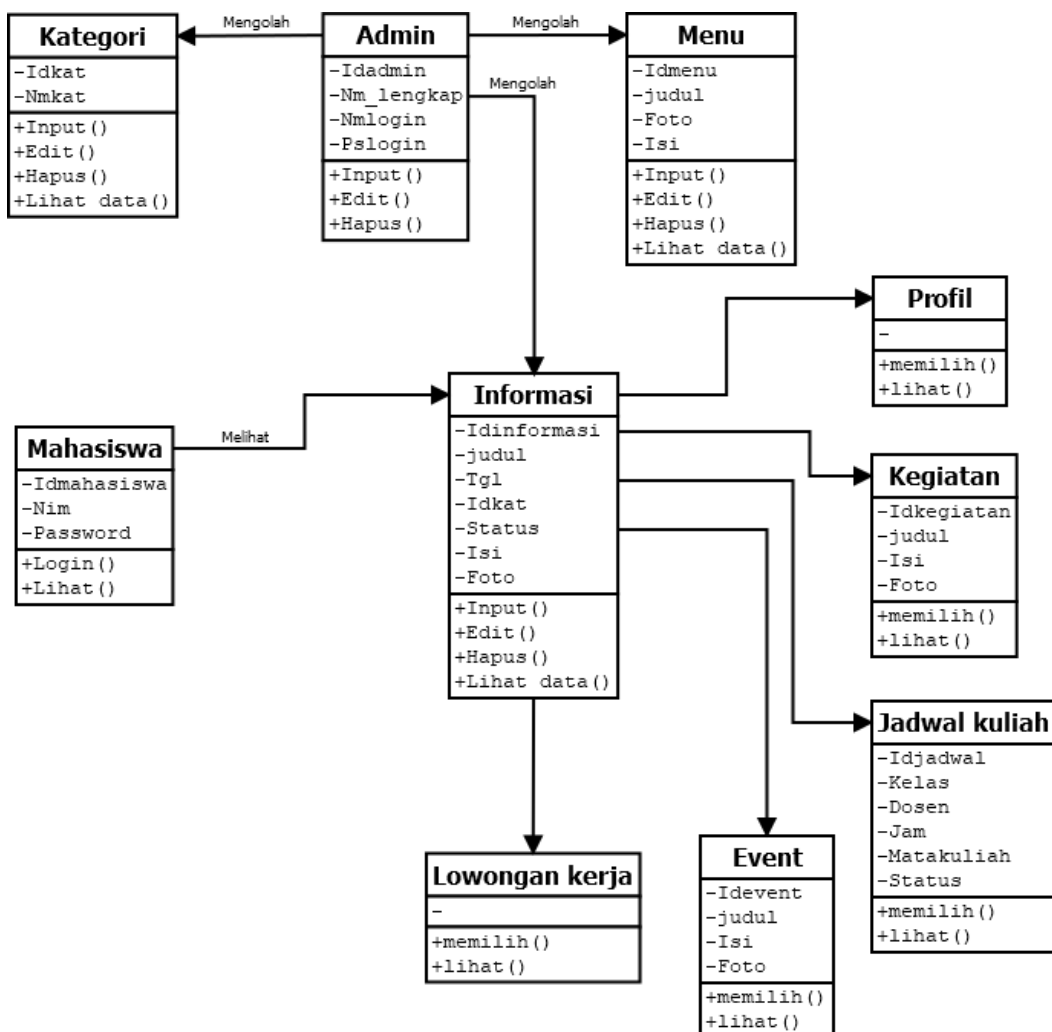 Kategori
-Idkat
-Nmkat
+Input()
+Edit()
+Hapus()
+Lihat data()
Mengolah
Admin
-Idadmin
-Nm_lengkap
-Nmlogin
-Pslogin
+Input()
+Edit()
+Hapus()
Mengolah
Mengolah
Menu
-Idmenu
-judul
-Foto
-Isi
+Input()
+Edit()
+Hapus()
+Lihat data()
Profil
-
+memilih()
+lihat()
Informasi
-Idinformasi
-judul
-Tgl
-Idkat
-Status
-Isi
-Foto
+Input()
+Edit()
+Hapus()
+Lihat data()
Mahasiswa
-Idmahasiswa
-Nim
-Password
+Login()
+Lihat()
Melihat
Kegiatan
-Idkegiatan
-judul
-Isi
-Foto
+memilih()
+lihat()
Jadwal kuliah
-Idjadwal
-Kelas
-Dosen
-Jam
-Matakuliah
-Status
+memilih()
+lihat()
Lowongan kerja
-
+memilih()
+lihat()
Event
-Idevent
-judul
-Isi
-Foto
+memilih()
+lihat()